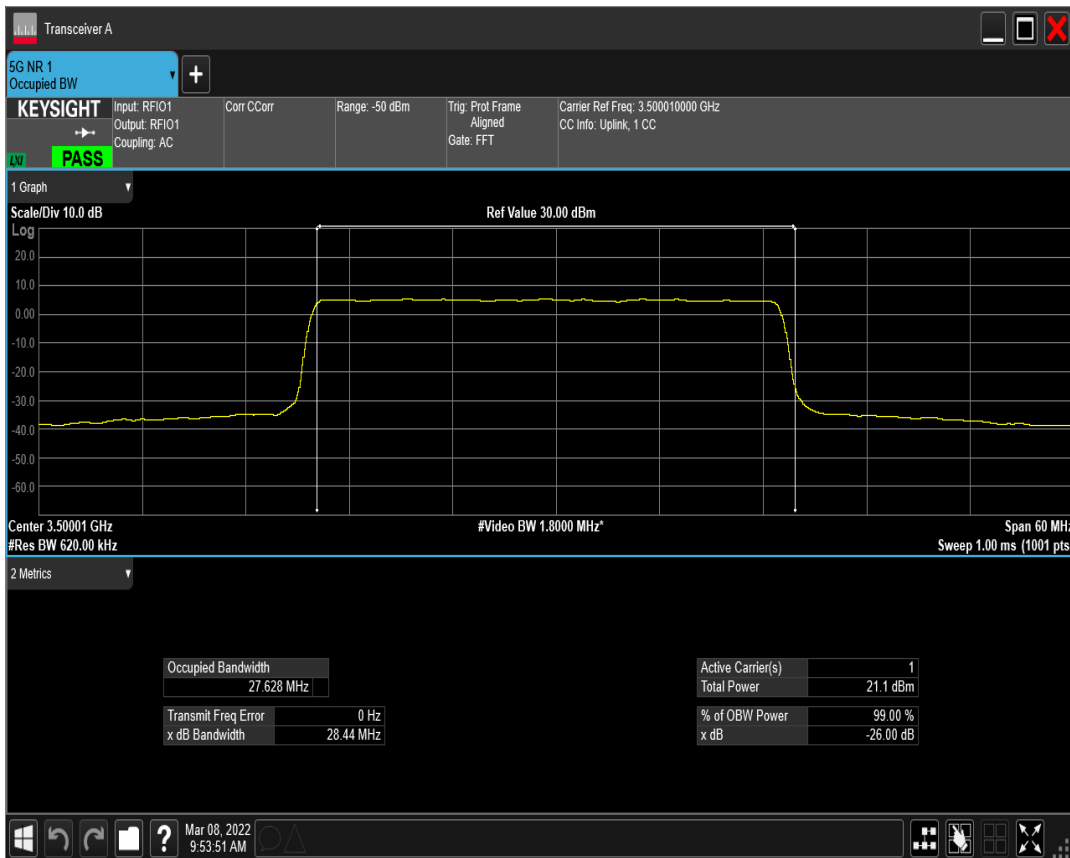 Transceiver A
5G NR 1
Occupied BW
KEYSIGHT
LXI
PASS
Input: RFIO1
Output: RFIO1
Coupling: AC
Corr CCorr
Range: -50 dBm
Trig: Prot Frame
Aligned
Gate: FFT
Carrier Ref Freq: 3.500010000 GHz
CC Info: Uplink, 1 CC
1 Graph
Scale/Div 10.0 dB
Ref Value 30.00 dBm
Log
20.0
10.0
0.00
-10.0
-20.0
-30.0
-40.0
-50.0
-60.0
Center 3.50001 GHz
#Video BW 1.8000 MHz*
Span 60 MHz
#Res BW 620.00 kHz
Sweep 1.00 ms (1001 pts
2 Metrics
Occupied Bandwidth
27.628 MHz
Transmit Freq Error 0 Hz
x dB Bandwidth 28.44 MHz
Active Carrier(s) 1
Total Power 21.1 dBm
% of OBW Power 99.00 %
x dB -26.00 dB
?
Mar 08, 2022
9:53:51 AM